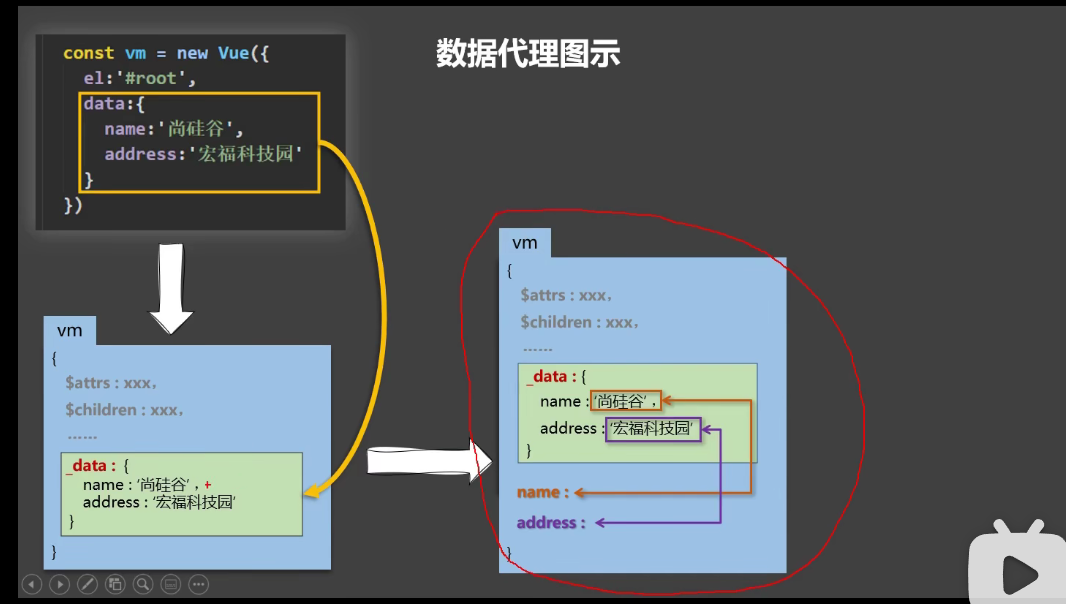 数据代理图示
const vm = new Vue({
el:'#root',
data:{
name:'尚硅谷',
address:'宏福科技园'
}
})
vm
{
$attrs : xxx,
$children : xxx,
······
_data : {
name : '尚硅谷' , +
address : '宏福科技园'
}
}
vm
{
$attrs : xxx,
$children : xxx,
······
_data : {
name : '尚硅谷' ,
address : '宏福科技园'
}
name :
address :
}